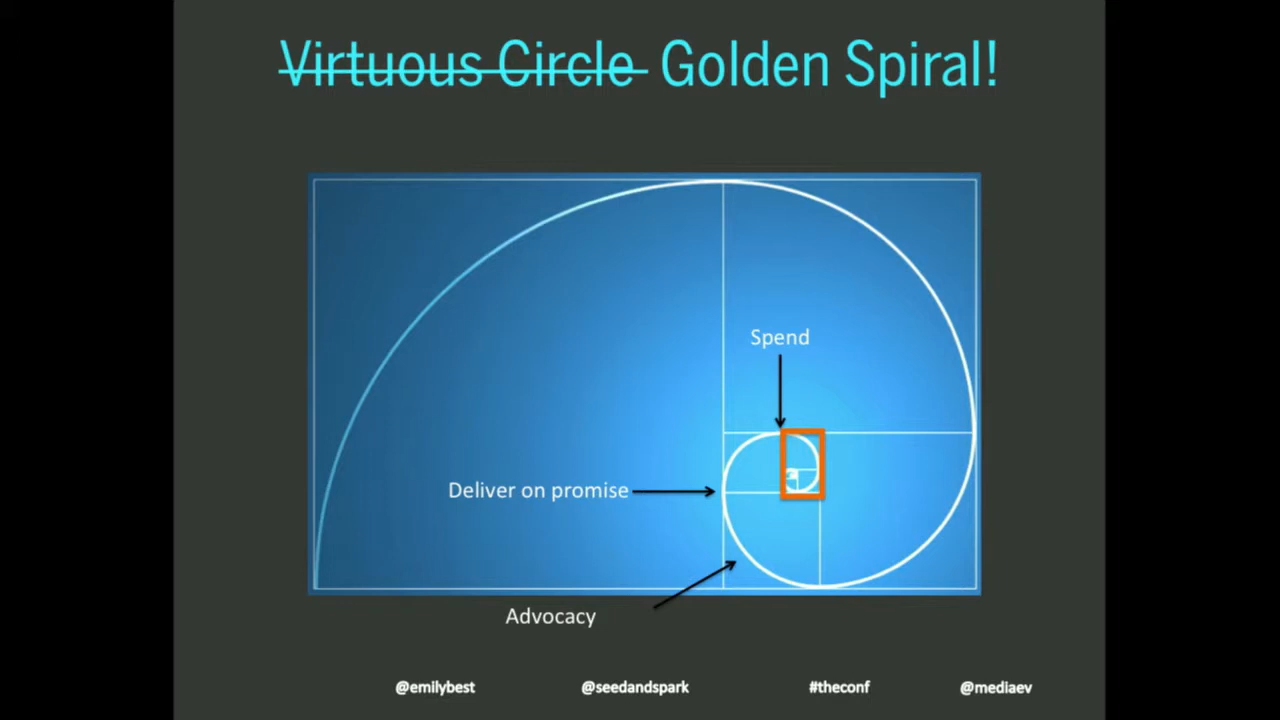 Virtuous Circle Golden Spiral!
Spend
Deliver on promise
Advocacy
@emilybest @seedandspark #theconf @mediaev